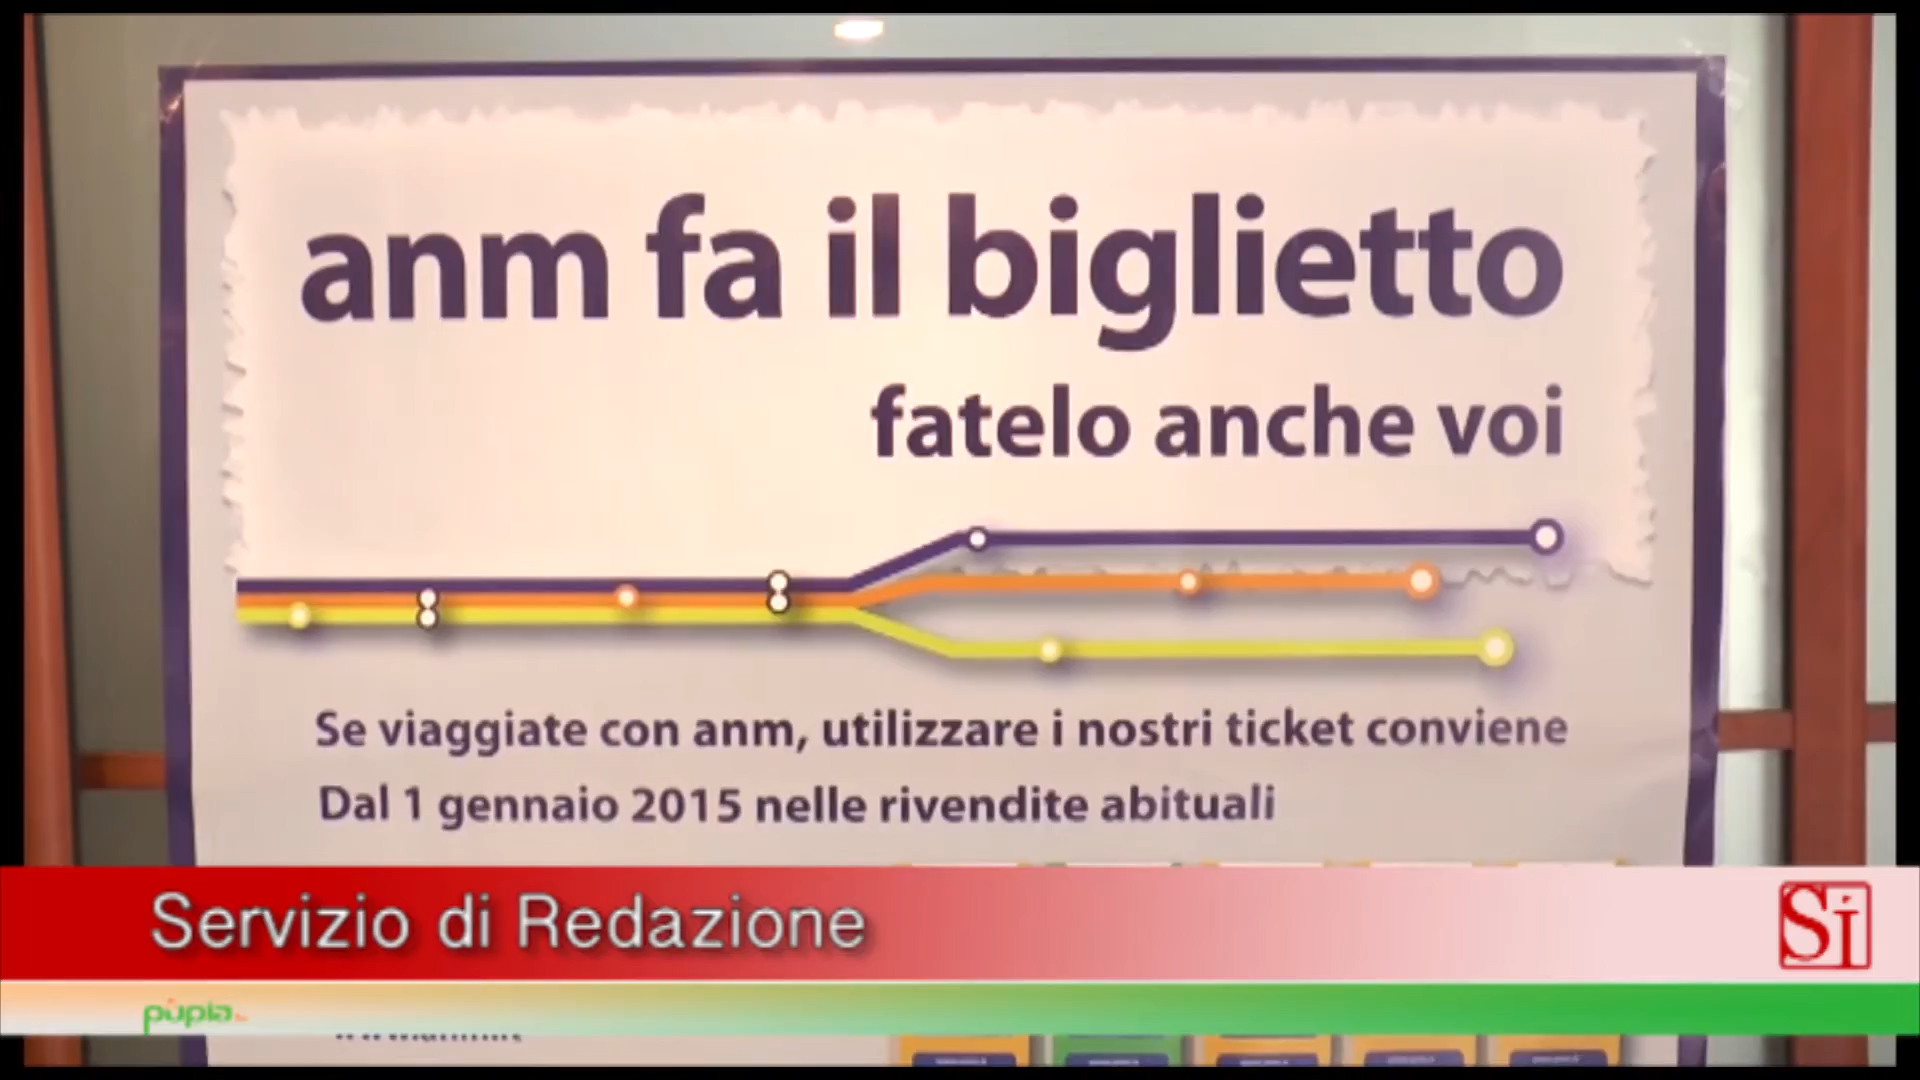 anm fa il biglietto
fatelo anche voi
Se viaggiate con anm, utilizzare i nostri ticket conviene
Dal 1 gennaio 2015 nelle rivendite abituali
Servizio di Redazione
Sí
pupia